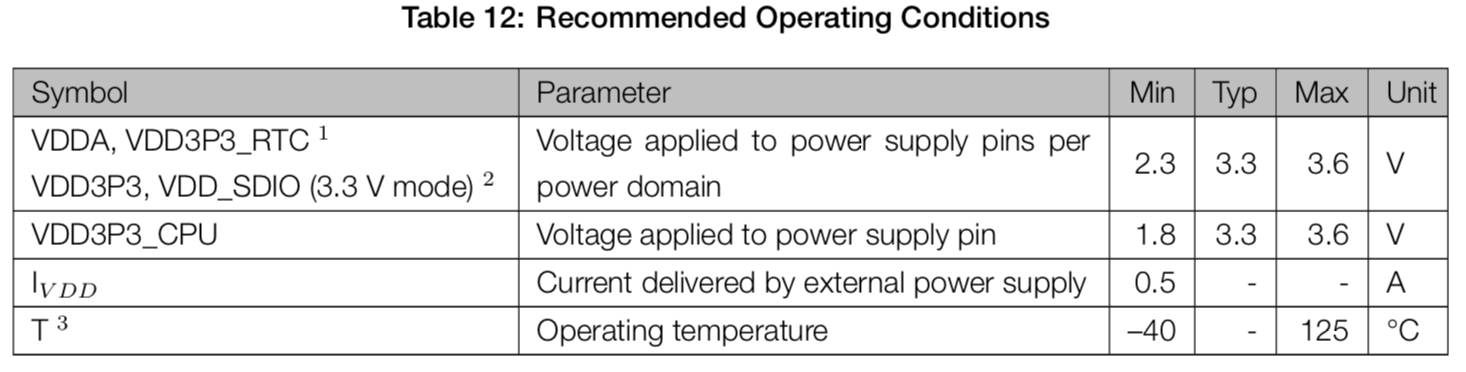 Table 12: Recommended Operating Conditions
Symbol Parameter Min Typ Max Unit
VDDA, VDD3P3_RTC ¹ Voltage applied to power supply pins per
VDD3P3, VDD_SDIO (3.3 V mode) ² power domain 2.3 3.3 3.6 V
VDD3P3_CPU Voltage applied to power supply pin 1.8 3.3 3.6 V
I_VDD Current delivered by external power supply 0.5 - - A
T ³ Operating temperature –40 - 125 °C